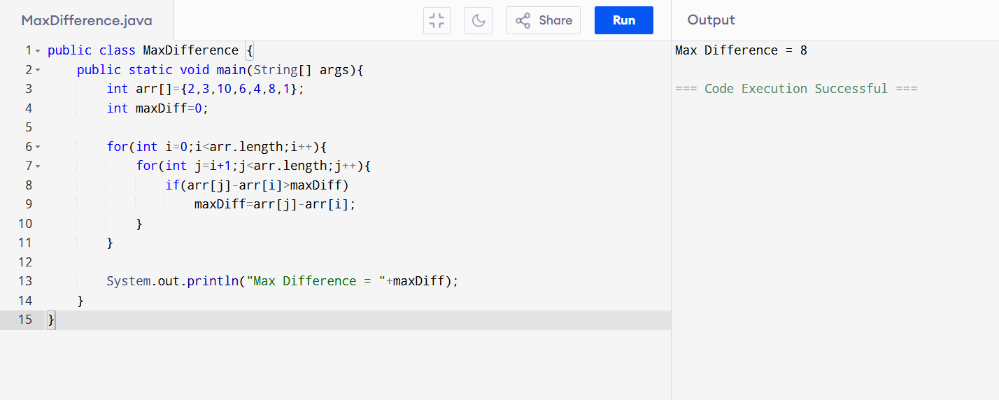 MaxDifference.java
Share
Run
Output
1 public class MaxDifference {
2     public static void main(String[] args){
3         int arr[]={2,3,10,6,4,8,1};
4         int maxDiff=0;
5
6         for(int i=0;i<arr.length;i++){
7             for(int j=i+1;j<arr.length;j++){
8                 if(arr[j]-arr[i]>maxDiff)
9                     maxDiff=arr[j]-arr[i];
10             }
11         }
12
13         System.out.println("Max Difference = "+maxDiff);
14     }
15 }
Max Difference = 8
=== Code Execution Successful ===